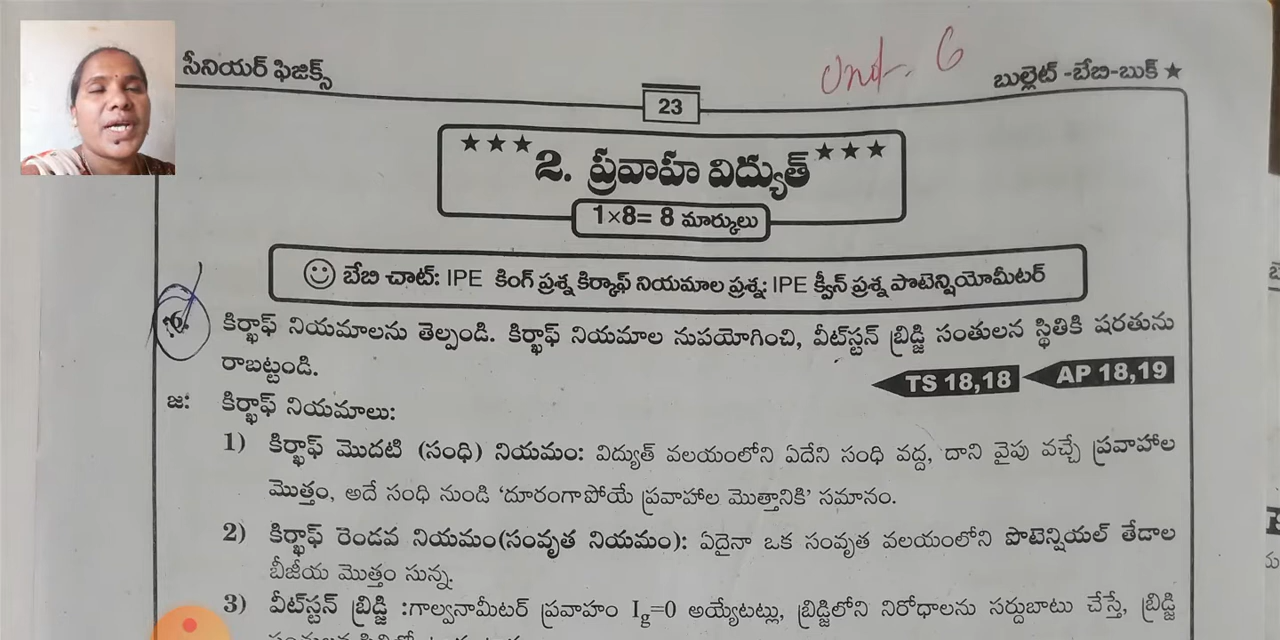 సీనియర్ ఫిజిక్స్
Unit. 6
బుల్లెట్ -బేబి-బుక్ ★
23
★★★ 2. ప్రవాహ విద్యుత్ ★★★
1×8= 8 మార్కులు
బేబి చాట్: IPE కింగ్ ప్రశ్న కిర్కాఫ్ నియమాల ప్రశ్న: IPE క్వీన్ ప్రశ్న పొటెన్షియోమీటర్
కిర్ఖాఫ్ నియమాలను తెల్పండి. కిర్ఖాఫ్ నియమాల నుపయోగించి, వీట్‌స్టన్ బ్రిడ్జి సంతులన స్థితికి షరతును
రాబట్టండి.
TS 18,18 AP 18,19
జ: కిర్ఖాఫ్ నియమాలు:
1) కిర్ఖాఫ్ మొదటి (సంధి) నియమం: విద్యుత్ వలయంలోని ఏదేని సంధి వద్ద, దాని వైపు వచ్చే ప్రవాహాల
మొత్తం, అదే సంధి నుండి ‘దూరంగాపోయే ప్రవాహాల మొత్తానికి’ సమానం.
2) కిర్ఖాఫ్ రెండవ నియమం(సంవృత నియమం): ఏదైనా ఒక సంవృత వలయంలోని పొటెన్షియల్ తేడాల
బీజీయ మొత్తం సున్న.
3) వీట్‌స్టన్ బ్రిడ్జి :గాల్వనామీటర్ ప్రవాహం Ig=0 అయ్యేటట్లు, బ్రిడ్జిలోని నిరోధాలను సర్దుబాటు చేస్తే, బ్రిడ్జి